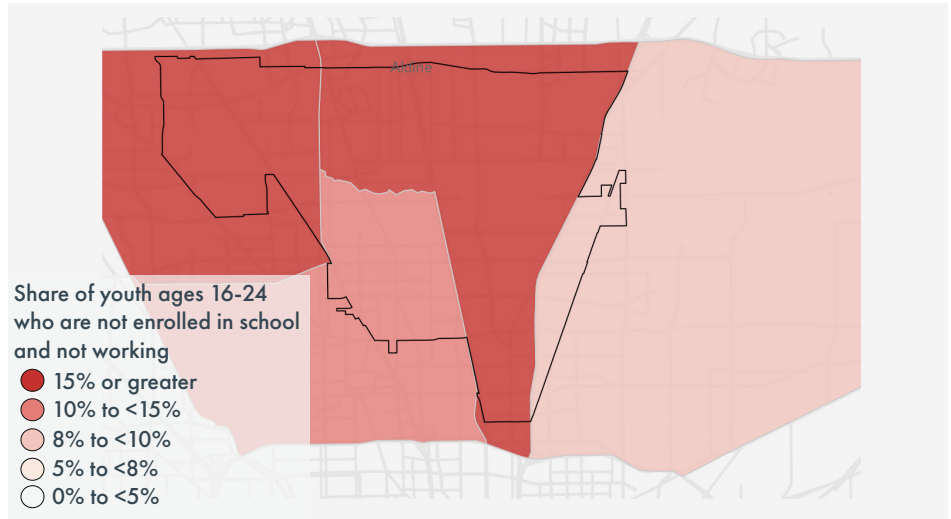 Aldine
Share of youth ages 16-24
who are not enrolled in school
and not working
15% or greater
10% to <15%
8% to <10%
5% to <8%
0% to <5%